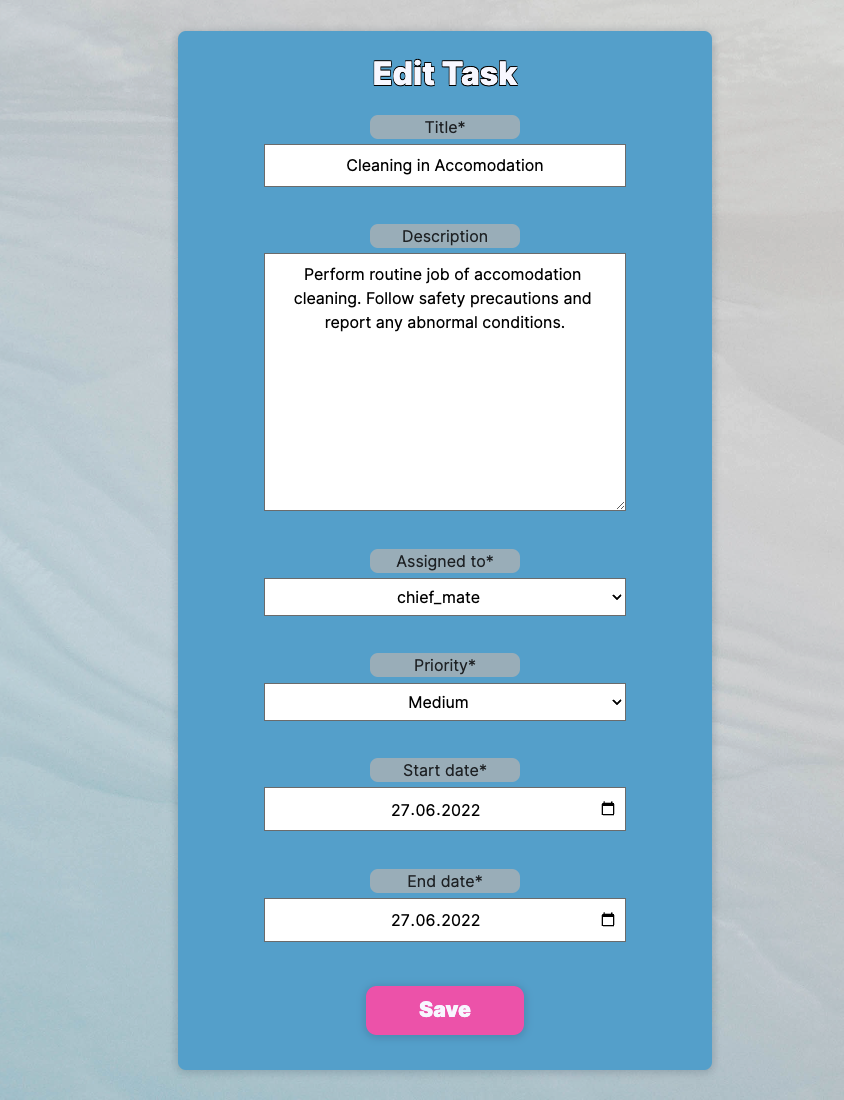 Edit Task
Title*
Cleaning in Accomodation
Description
Perform routine job of accomodation
cleaning. Follow safety precautions and
report any abnormal conditions.
Assigned to*
chief_mate
Priority*
Medium
Start date*
27.06.2022
End date*
27.06.2022
Save